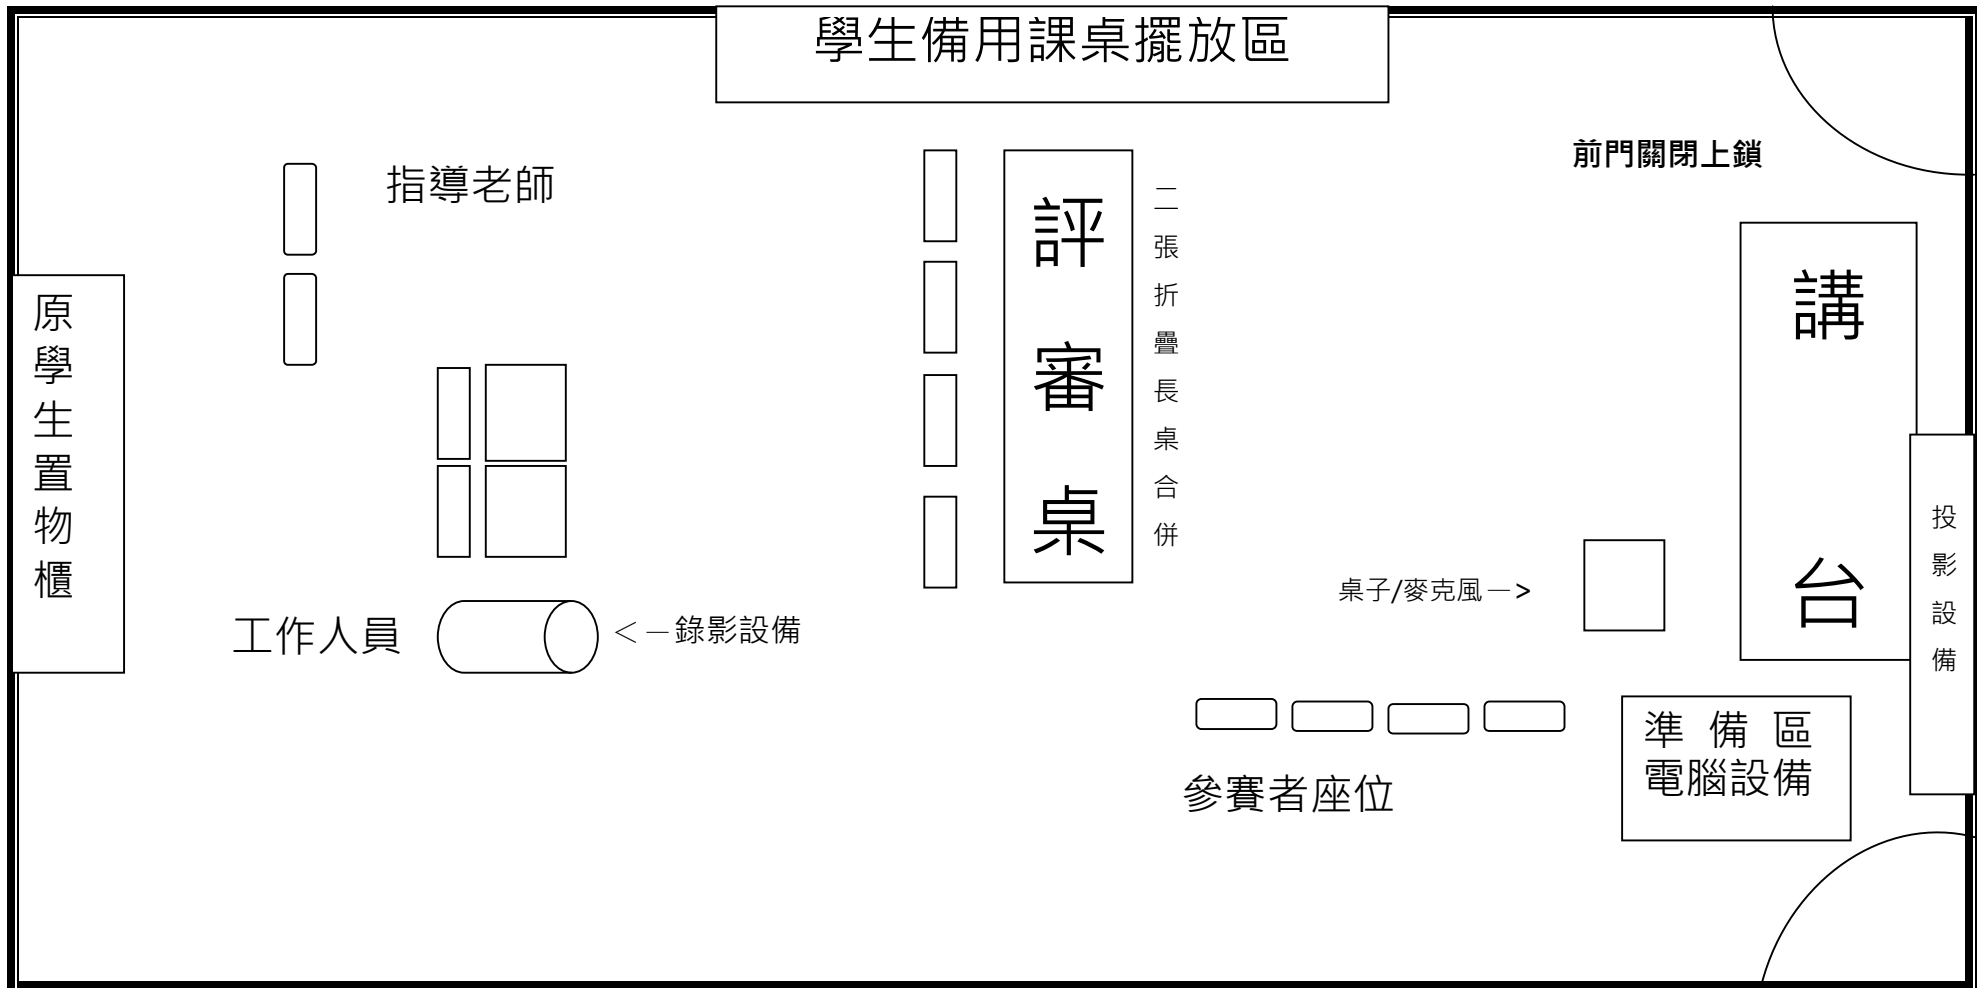 學生備用課桌擺放區
前門關閉上鎖
指導老師
評審桌
二張折疊長桌合併
講台
原學生置物櫃
投影設備
桌子/麥克風—>
工作人員
<—錄影設備
準 備 區
電腦設備
參賽者座位